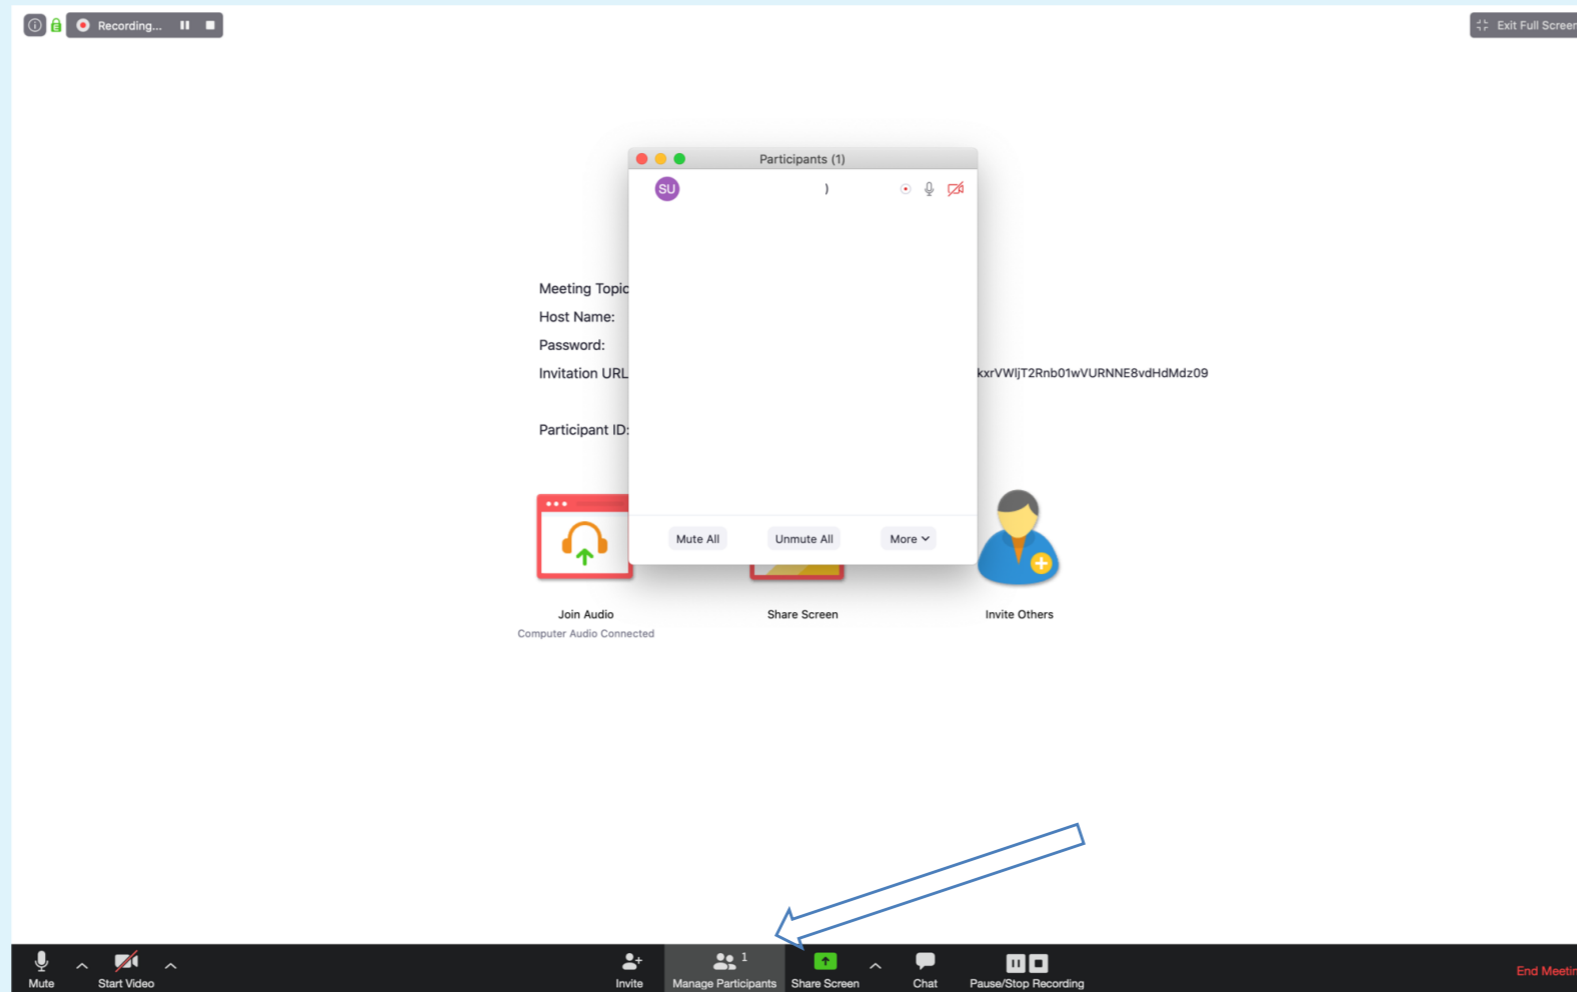 Recording...
Exit Full Screen
Participants (1)
SU )
Meeting Topic
Host Name:
Password:
Invitation URL kxrVWljT2Rnb01wVURNNE8vdHdMdz09
Participant ID:
Mute All Unmute All More
Join Audio Share Screen Invite Others
Computer Audio Connected
1
Mute Start Video Invite Manage Participants Share Screen Chat Pause/Stop Recording
End Meetin